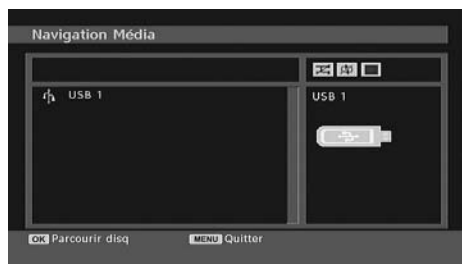 Navigation Média
USB 1
USB 1
OK Parcourir disq
MENU Quitter